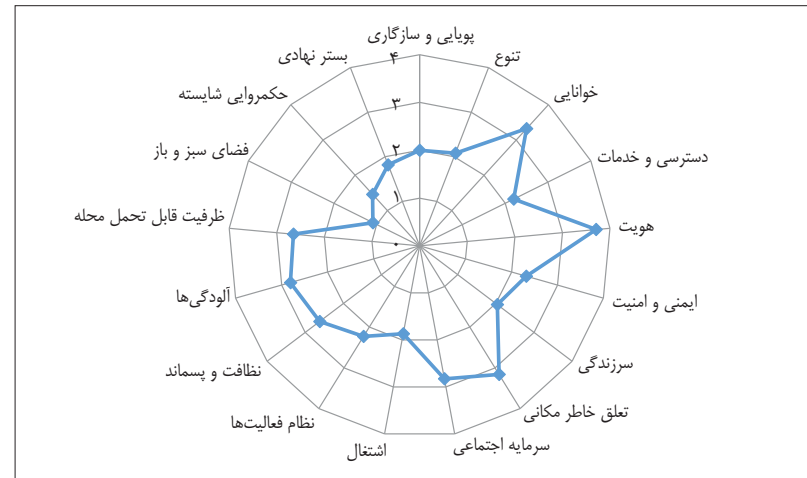 پویایی و سازگاری
تنوع
خوانایی
دسترسی و خدمات
هویت
ایمنی و امنیت
سرزندگی
تعلق خاطر مکانی
سرمایه اجتماعی
اشتغال
نظام فعالیت‌ها
نظافت و پسماند
آلودگی‌ها
ظرفیت قابل تحمل محله
فضای سبز و باز
حکمروایی شایسته
بستر نهادی
۴
۳
۲
۱
۰